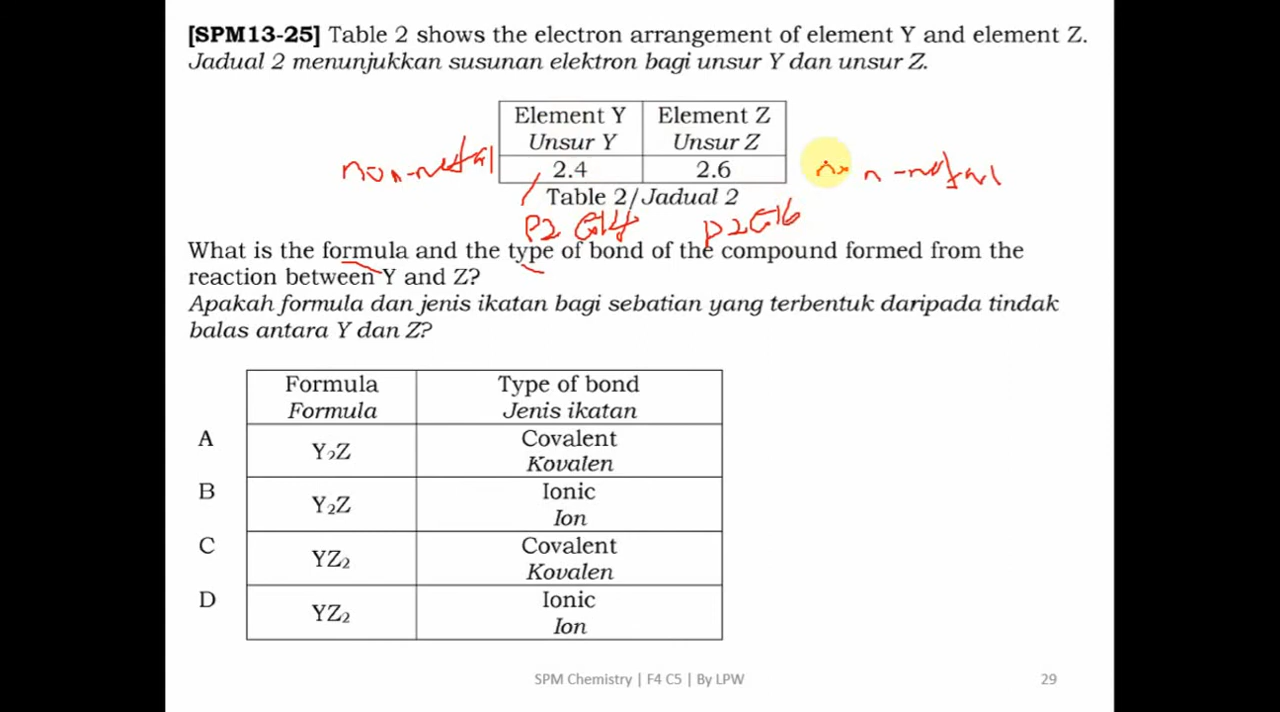 [SPM13-25] Table 2 shows the electron arrangement of element Y and element Z.
Jadual 2 menunjukkan susunan elektron bagi unsur Y dan unsur Z.
Element Y Element Z
Unsur Y Unsur Z
non-metal 2.4 2.6 non-metal
Table 2/Jadual 2
P2 G14 P2 G16
What is the formula and the type of bond of the compound formed from the
reaction between Y and Z?
Apakah formula dan jenis ikatan bagi sebatian yang terbentuk daripada tindak
balas antara Y dan Z?
Formula Type of bond
Formula Jenis ikatan
A Y₂Z Covalent
Kovalen
B Y₂Z Ionic
Ion
C YZ₂ Covalent
Kovalen
D YZ₂ Ionic
Ion
SPM Chemistry | F4 C5 | By LPW 29